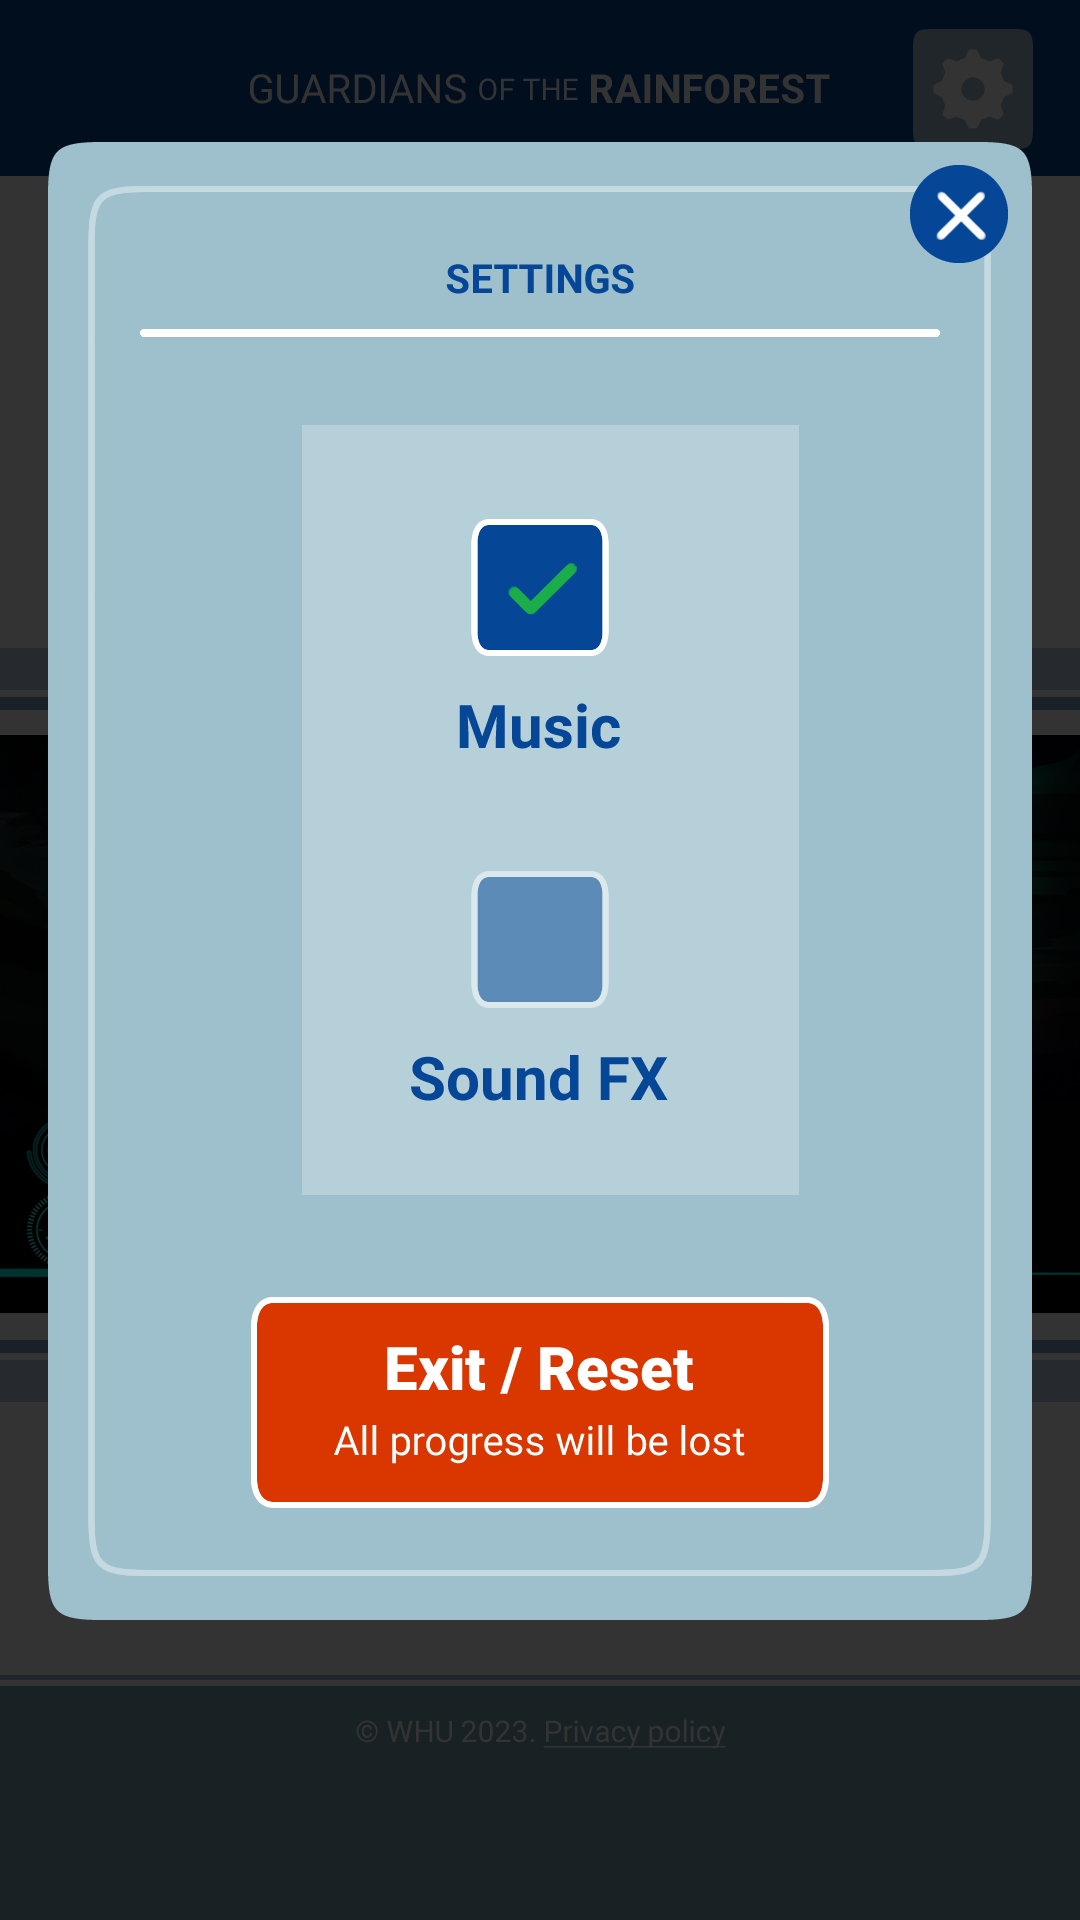 GUARDIANS OF THE RAINFOREST
SETTINGS
Music
Sound FX
Exit / Reset
All progress will be lost
© WHU 2023. Privacy policy